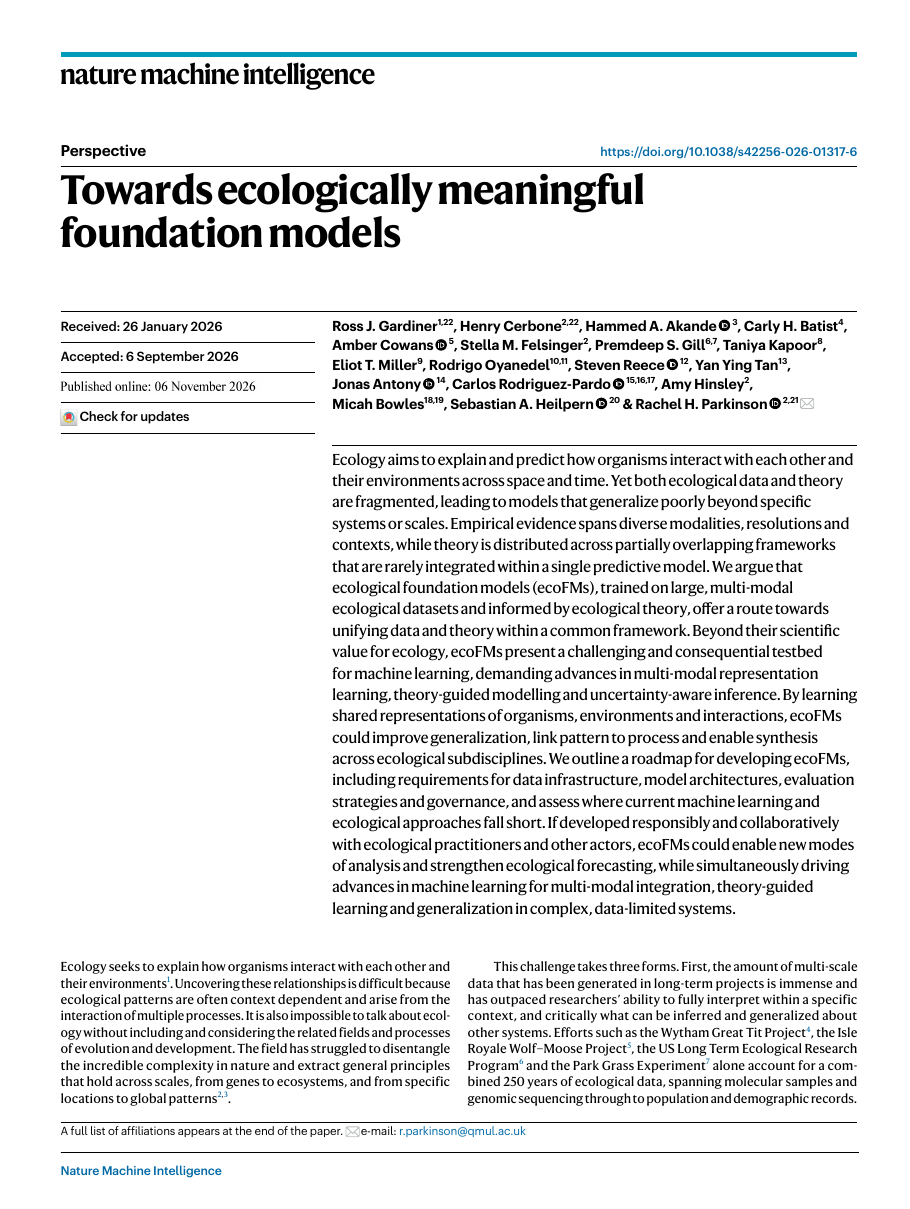 nature machine intelligence
Perspective
https://doi.org/10.1038/s42256-026-01317-6
Towards ecologically meaningful
foundation models
Received: 26 January 2026
Accepted: 6 September 2026
Published online: 06 November 2026
Check for updates
Ross J. Gardiner1,22, Henry Cerbone2,22, Hammed A. Akande 3, Carly H. Batist4,
Amber Cowans 5, Stella M. Felsinger2, Premdeep S. Gill6,7, Taniya Kapoor8,
Eliot T. Miller9, Rodrigo Oyanedel10,11, Steven Reece 12, Yan Ying Tan13,
Jonas Antony 14, Carlos Rodriguez-Pardo 15,16,17, Amy Hinsley2,
Micah Bowles18,19, Sebastian A. Heilpern 20 & Rachel H. Parkinson 2,21
Ecology aims to explain and predict how organisms interact with each other and
their environments across space and time. Yet both ecological data and theory
are fragmented, leading to models that generalize poorly beyond specific
systems or scales. Empirical evidence spans diverse modalities, resolutions and
contexts, while theory is distributed across partially overlapping frameworks
that are rarely integrated within a single predictive model. We argue that
ecological foundation models (ecoFMs), trained on large, multi-modal
ecological datasets and informed by ecological theory, offer a route towards
unifying data and theory within a common framework. Beyond their scientific
value for ecology, ecoFMs present a challenging and consequential testbed
for machine learning, demanding advances in multi-modal representation
learning, theory-guided modelling and uncertainty-aware inference. By learning
shared representations of organisms, environments and interactions, ecoFMs
could improve generalization, link pattern to process and enable synthesis
across ecological subdisciplines. We outline a roadmap for developing ecoFMs,
including requirements for data infrastructure, model architectures, evaluation
strategies and governance, and assess where current machine learning and
ecological approaches fall short. If developed responsibly and collaboratively
with ecological practitioners and other actors, ecoFMs could enable new modes
of analysis and strengthen ecological forecasting, while simultaneously driving
advances in machine learning for multi-modal integration, theory-guided
learning and generalization in complex, data-limited systems.
Ecology seeks to explain how organisms interact with each other and
their environments1. Uncovering these relationships is difficult because
ecological patterns are often context dependent and arise from the
interaction of multiple processes. It is also impossible to talk about ecol-
ogy without including and considering the related fields and processes
of evolution and development. The field has struggled to disentangle
the incredible complexity in nature and extract general principles
that hold across scales, from genes to ecosystems, and from specific
locations to global patterns2,3.
This challenge takes three forms. First, the amount of multi-scale
data that has been generated in long-term projects is immense and
has outpaced researchers' ability to fully interpret within a specific
context, and critically what can be inferred and generalized about
other systems. Efforts such as the Wytham Great Tit Project4, the Isle
Royale Wolf–Moose Project5, the US Long Term Ecological Research
Program6 and the Park Grass Experiment7 alone account for a com-
bined 250 years of ecological data, spanning molecular samples and
genomic sequencing through to population and demographic records.
A full list of affiliations appears at the end of the paper. e-mail: r.parkinson@qmul.ac.uk
Nature Machine Intelligence